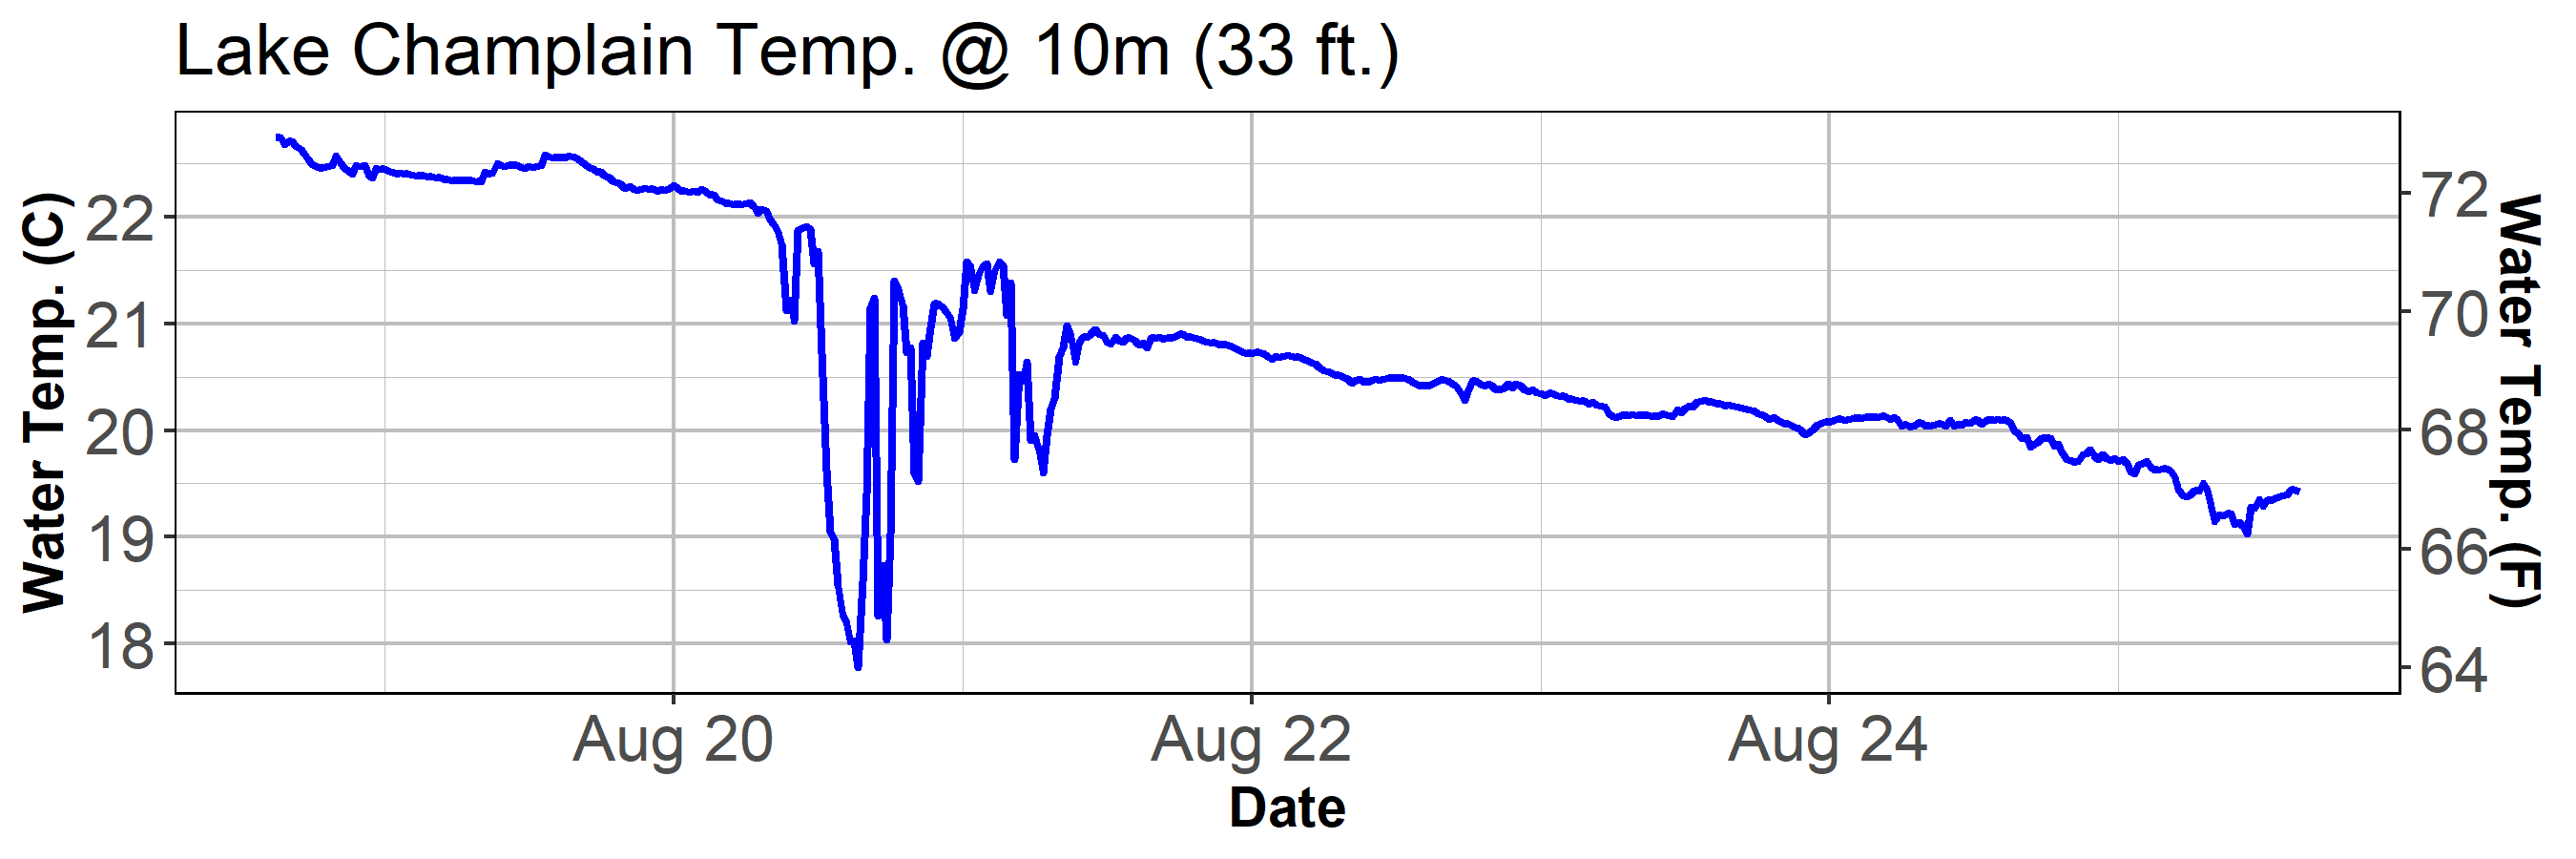 Lake Champlain Temp. @ 10m (33 ft.)
Water Temp. (C)
22
21
20
19
18
72
70
68
66
64
Water Temp. (F)
Aug 20 Aug 22 Aug 24
Date